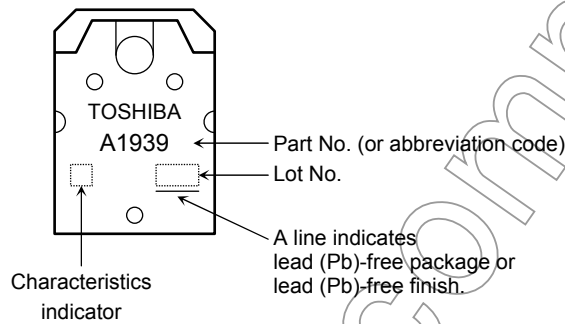 TOSHIBA
A1939
Part No. (or abbreviation code)
Lot No.
A line indicates
lead (Pb)-free package or
lead (Pb)-free finish.
Characteristics
indicator